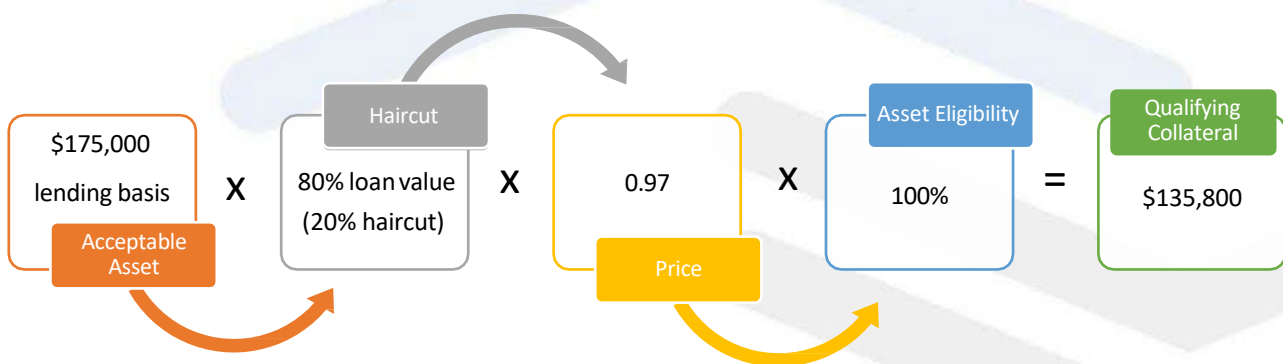 $175,000
lending basis
Acceptable
Asset
X
Haircut
80% loan value
(20% haircut)
X
0.97
Price
X
Asset Eligibility
100%
=
Qualifying
Collateral
$135,800